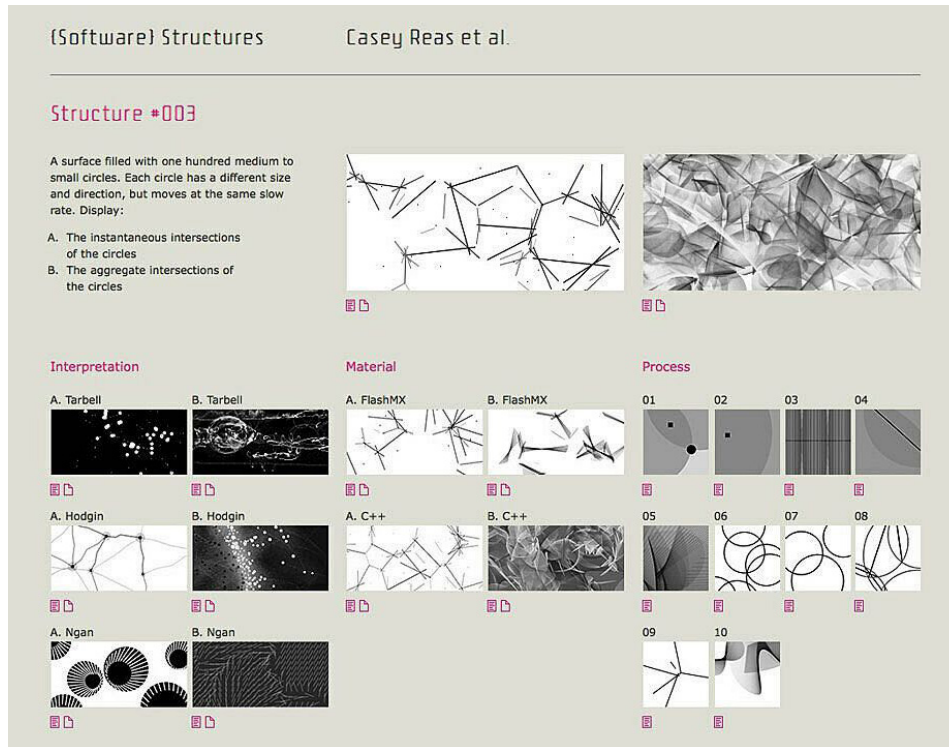 {Software} Structures
Casey Reas et al.
Structure #003
A surface filled with one hundred medium to
small circles. Each circle has a different size
and direction, but moves at the same slow
rate. Display:
A. The instantaneous intersections
of the circles
B. The aggregate intersections of
the circles
Interpretation
A. Tarbell
B. Tarbell
A. Hodgin
B. Hodgin
A. Ngan
B. Ngan
Material
A. FlashMX
B. FlashMX
A. C++
B. C++
Process
01
02
03
04
05
06
07
08
09
10